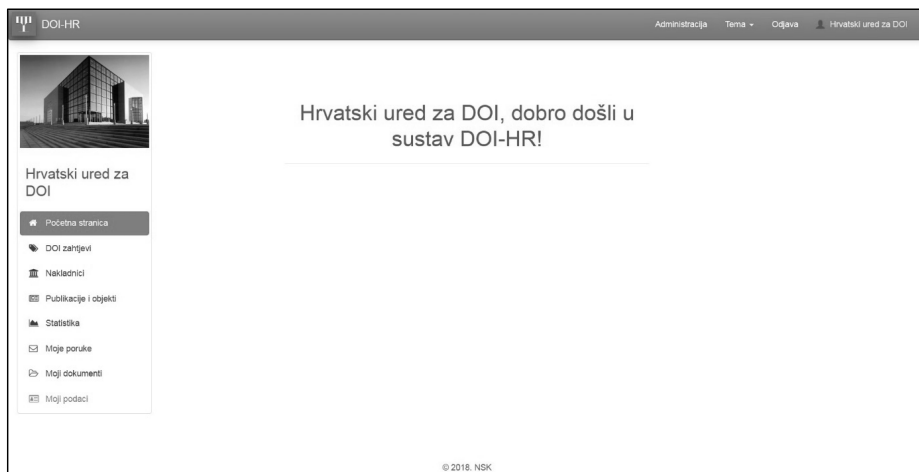 DOI-HR
Administracija
Tema
Odjava
Hrvatski ured za DOI
Hrvatski ured za
DOI
Početna stranica
DOI zahtjevi
Nakladnici
Publikacije i objekti
Statistika
Moje poruke
Moji dokumenti
Moji podaci
Hrvatski ured za DOI, dobro došli u
sustav DOI-HR!
© 2018. NSK